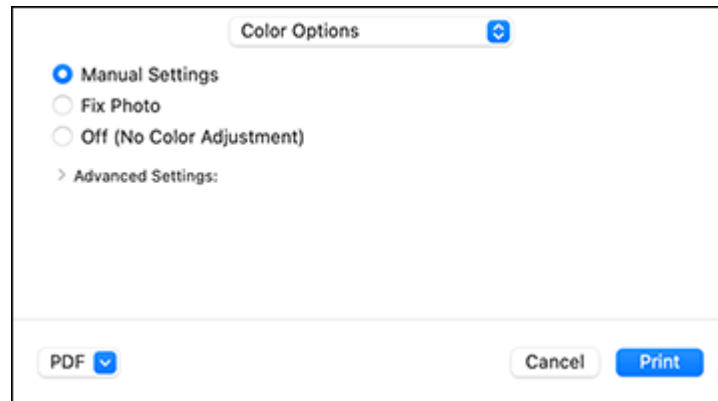 Color Options
Manual Settings
Fix Photo
Off (No Color Adjustment)
Advanced Settings:
PDF
Cancel
Print